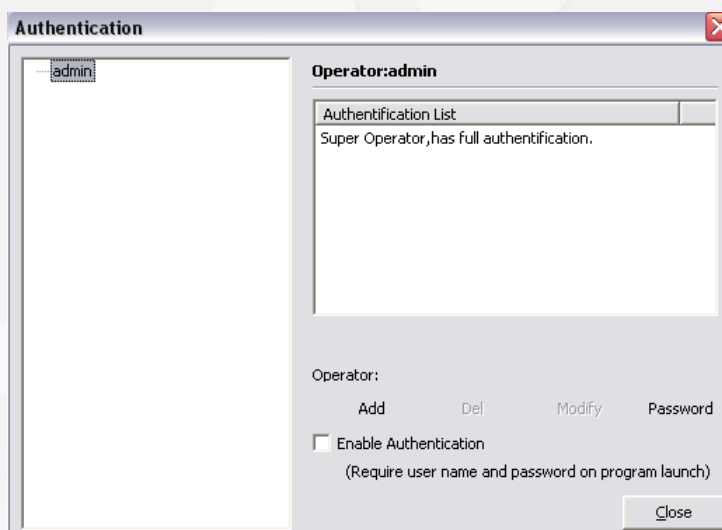 Authentication
admin
Operator:admin
Authentification List
Super Operator,has full authentification.
Operator:
Add Del Modify Password
Enable Authentication
(Require user name and password on program launch)
Close